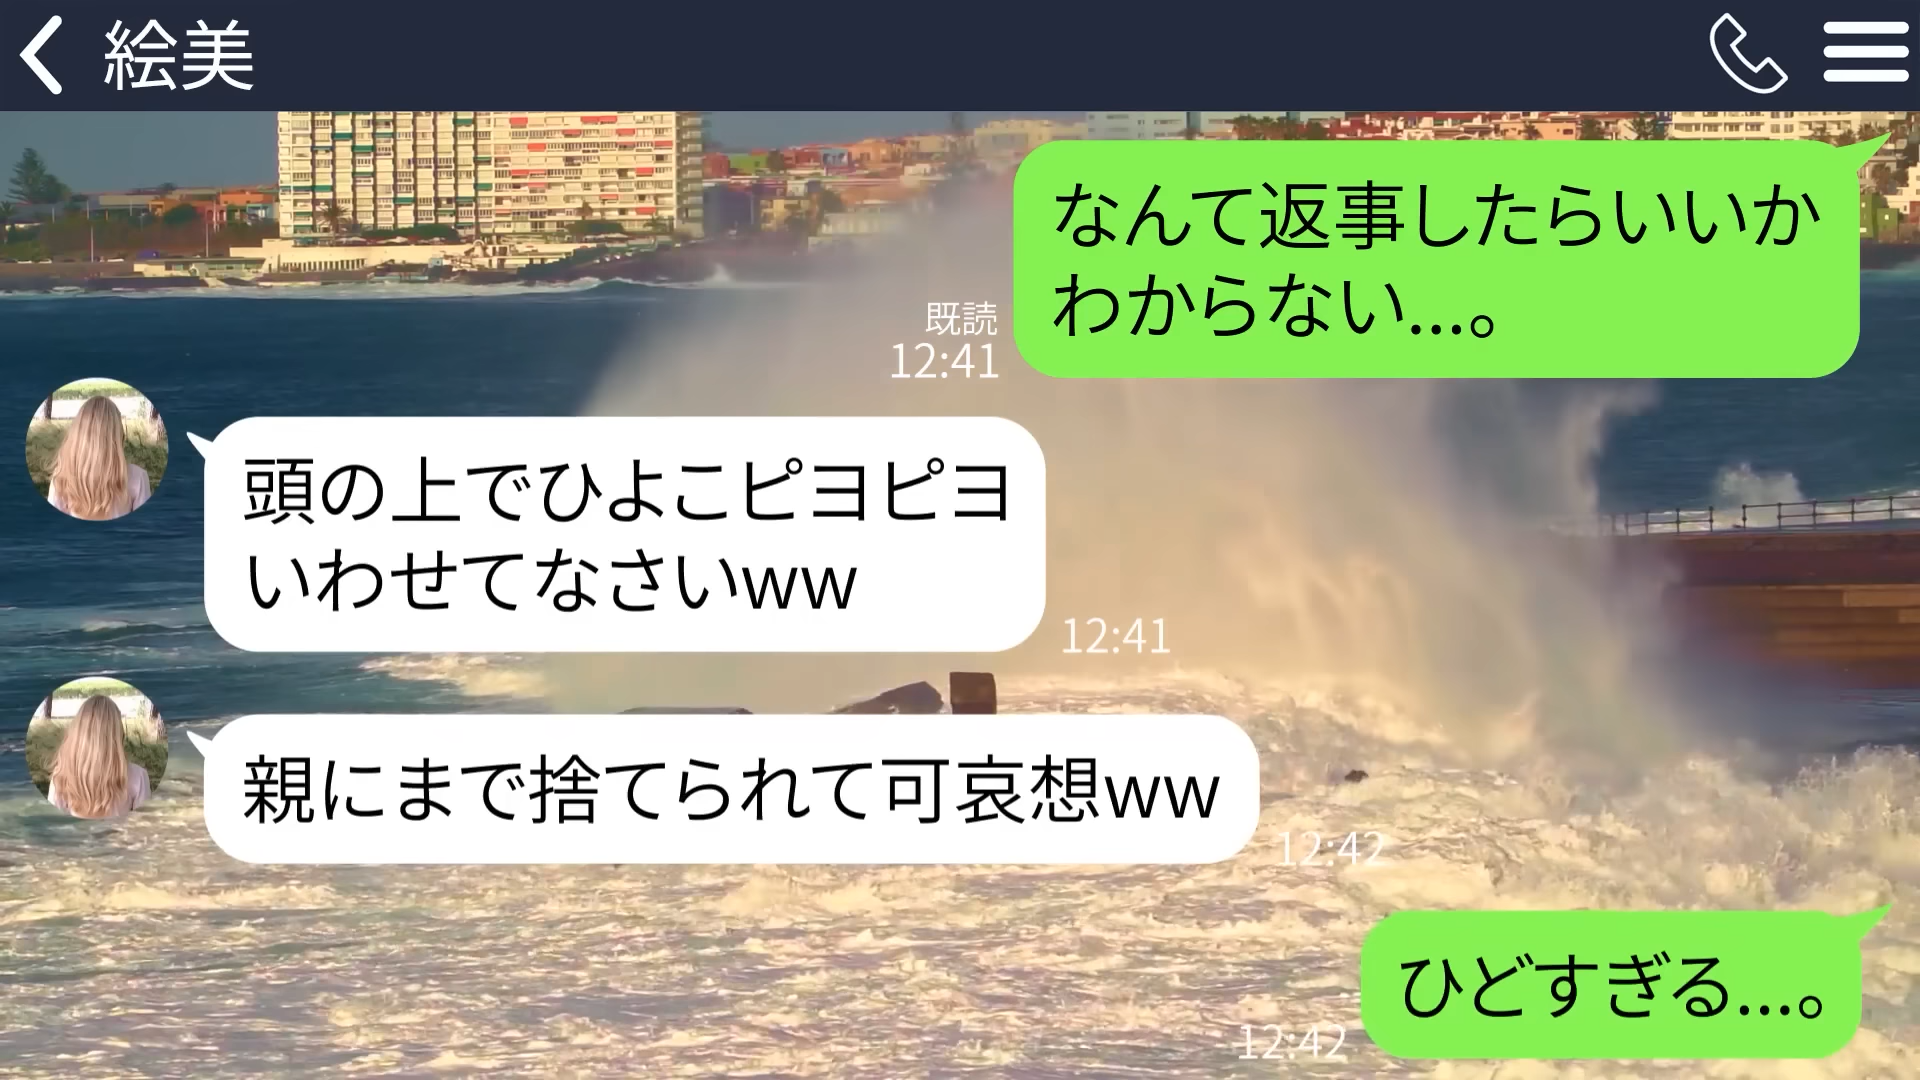 絵美
なんて返事したらいいか
わからない...。
既読
12:41
頭の上でひよこピヨピヨ
いわせてなさいww
12:41
親にまで捨てられて可哀想ww
12:42
ひどすぎる...。
12:42